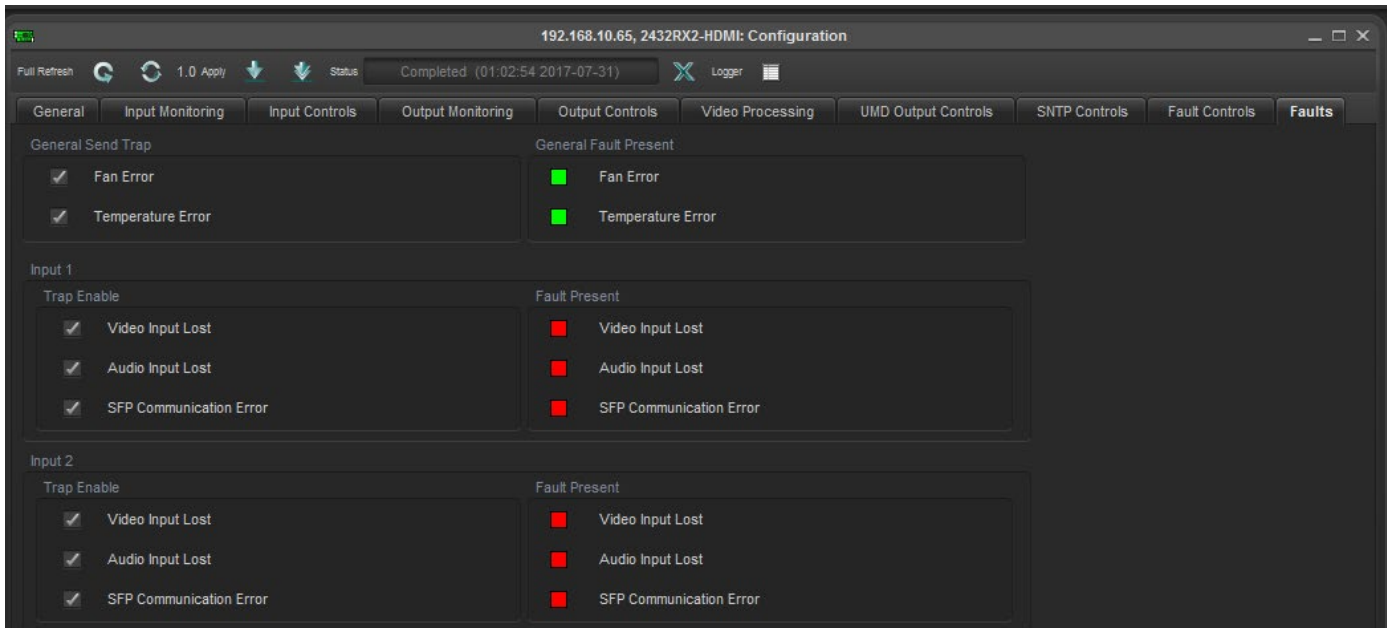 192.168.10.65, 2432RX2-HDMI: Configuration
Full Refresh 1.0 Apply Status Completed (01:02:54 2017-07-31) Logger
General Input Monitoring Input Controls Output Monitoring Output Controls Video Processing UMD Output Controls SNTP Controls Fault Controls Faults
General Send Trap General Fault Present
Fan Error Fan Error
Temperature Error Temperature Error
Input 1
Trap Enable Fault Present
Video Input Lost Video Input Lost
Audio Input Lost Audio Input Lost
SFP Communication Error SFP Communication Error
Input 2
Trap Enable Fault Present
Video Input Lost Video Input Lost
Audio Input Lost Audio Input Lost
SFP Communication Error SFP Communication Error